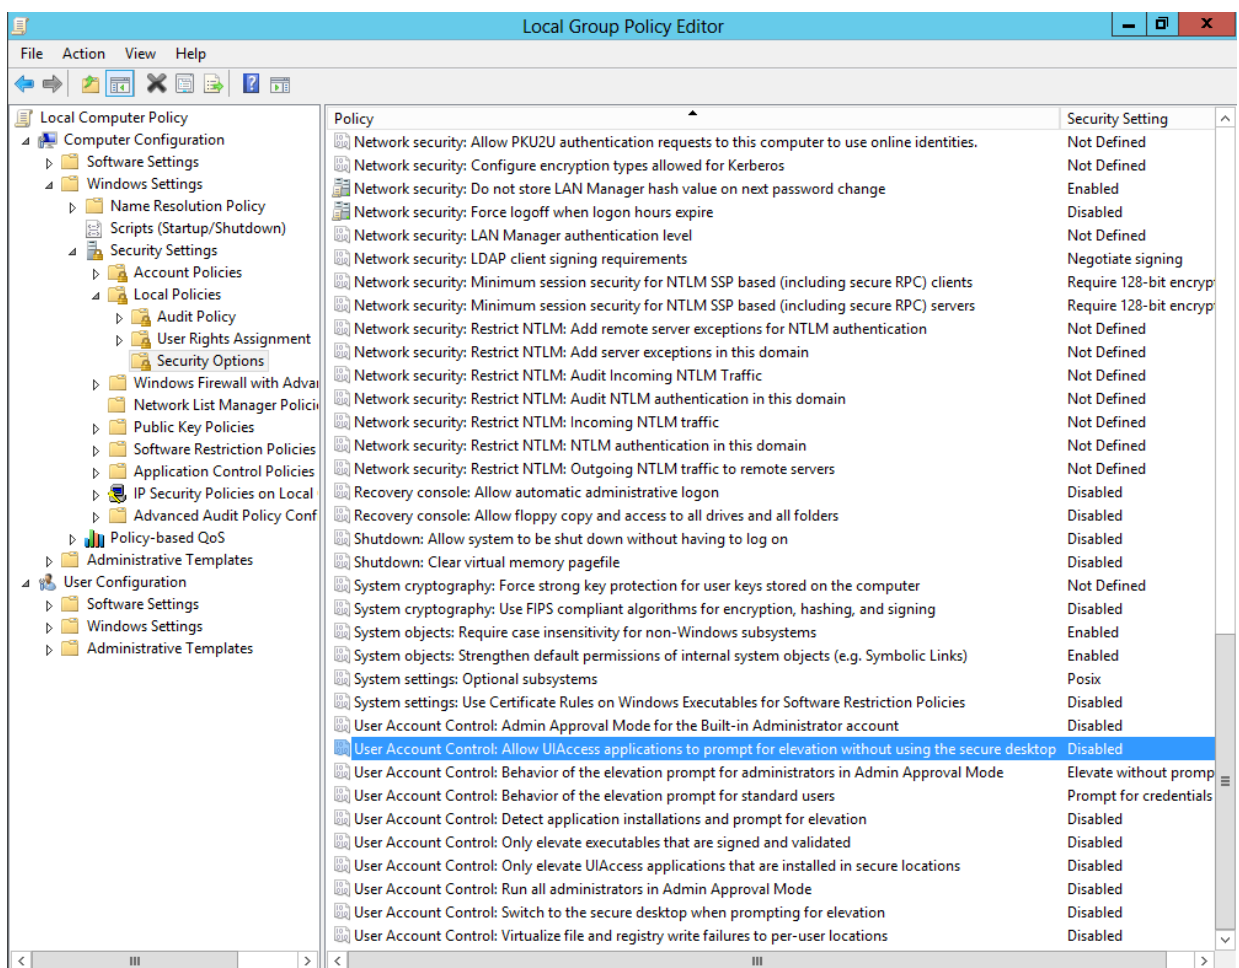 Local Group Policy Editor
File Action View Help
Local Computer Policy
Computer Configuration
Software Settings
Windows Settings
Name Resolution Policy
Scripts (Startup/Shutdown)
Security Settings
Account Policies
Local Policies
Audit Policy
User Rights Assignment
Security Options
Windows Firewall with Advan
Network List Manager Policie
Public Key Policies
Software Restriction Policies
Application Control Policies
IP Security Policies on Local
Advanced Audit Policy Conf
Policy-based QoS
Administrative Templates
User Configuration
Software Settings
Windows Settings
Administrative Templates
Policy Security Setting
Network security: Allow PKU2U authentication requests to this computer to use online identities. Not Defined
Network security: Configure encryption types allowed for Kerberos Not Defined
Network security: Do not store LAN Manager hash value on next password change Enabled
Network security: Force logoff when logon hours expire Disabled
Network security: LAN Manager authentication level Not Defined
Network security: LDAP client signing requirements Negotiate signing
Network security: Minimum session security for NTLM SSP based (including secure RPC) clients Require 128-bit encryp
Network security: Minimum session security for NTLM SSP based (including secure RPC) servers Require 128-bit encryp
Network security: Restrict NTLM: Add remote server exceptions for NTLM authentication Not Defined
Network security: Restrict NTLM: Add server exceptions in this domain Not Defined
Network security: Restrict NTLM: Audit Incoming NTLM Traffic Not Defined
Network security: Restrict NTLM: Audit NTLM authentication in this domain Not Defined
Network security: Restrict NTLM: Incoming NTLM traffic Not Defined
Network security: Restrict NTLM: NTLM authentication in this domain Not Defined
Network security: Restrict NTLM: Outgoing NTLM traffic to remote servers Not Defined
Recovery console: Allow automatic administrative logon Disabled
Recovery console: Allow floppy copy and access to all drives and all folders Disabled
Shutdown: Allow system to be shut down without having to log on Disabled
Shutdown: Clear virtual memory pagefile Disabled
System cryptography: Force strong key protection for user keys stored on the computer Not Defined
System cryptography: Use FIPS compliant algorithms for encryption, hashing, and signing Disabled
System objects: Require case insensitivity for non-Windows subsystems Enabled
System objects: Strengthen default permissions of internal system objects (e.g. Symbolic Links) Enabled
System settings: Optional subsystems Posix
System settings: Use Certificate Rules on Windows Executables for Software Restriction Policies Disabled
User Account Control: Admin Approval Mode for the Built-in Administrator account Disabled
User Account Control: Allow UIAccess applications to prompt for elevation without using the secure desktop Disabled
User Account Control: Behavior of the elevation prompt for administrators in Admin Approval Mode Elevate without promp
User Account Control: Behavior of the elevation prompt for standard users Prompt for credentials
User Account Control: Detect application installations and prompt for elevation Disabled
User Account Control: Only elevate executables that are signed and validated Disabled
User Account Control: Only elevate UIAccess applications that are installed in secure locations Disabled
User Account Control: Run all administrators in Admin Approval Mode Disabled
User Account Control: Switch to the secure desktop when prompting for elevation Disabled
User Account Control: Virtualize file and registry write failures to per-user locations Disabled